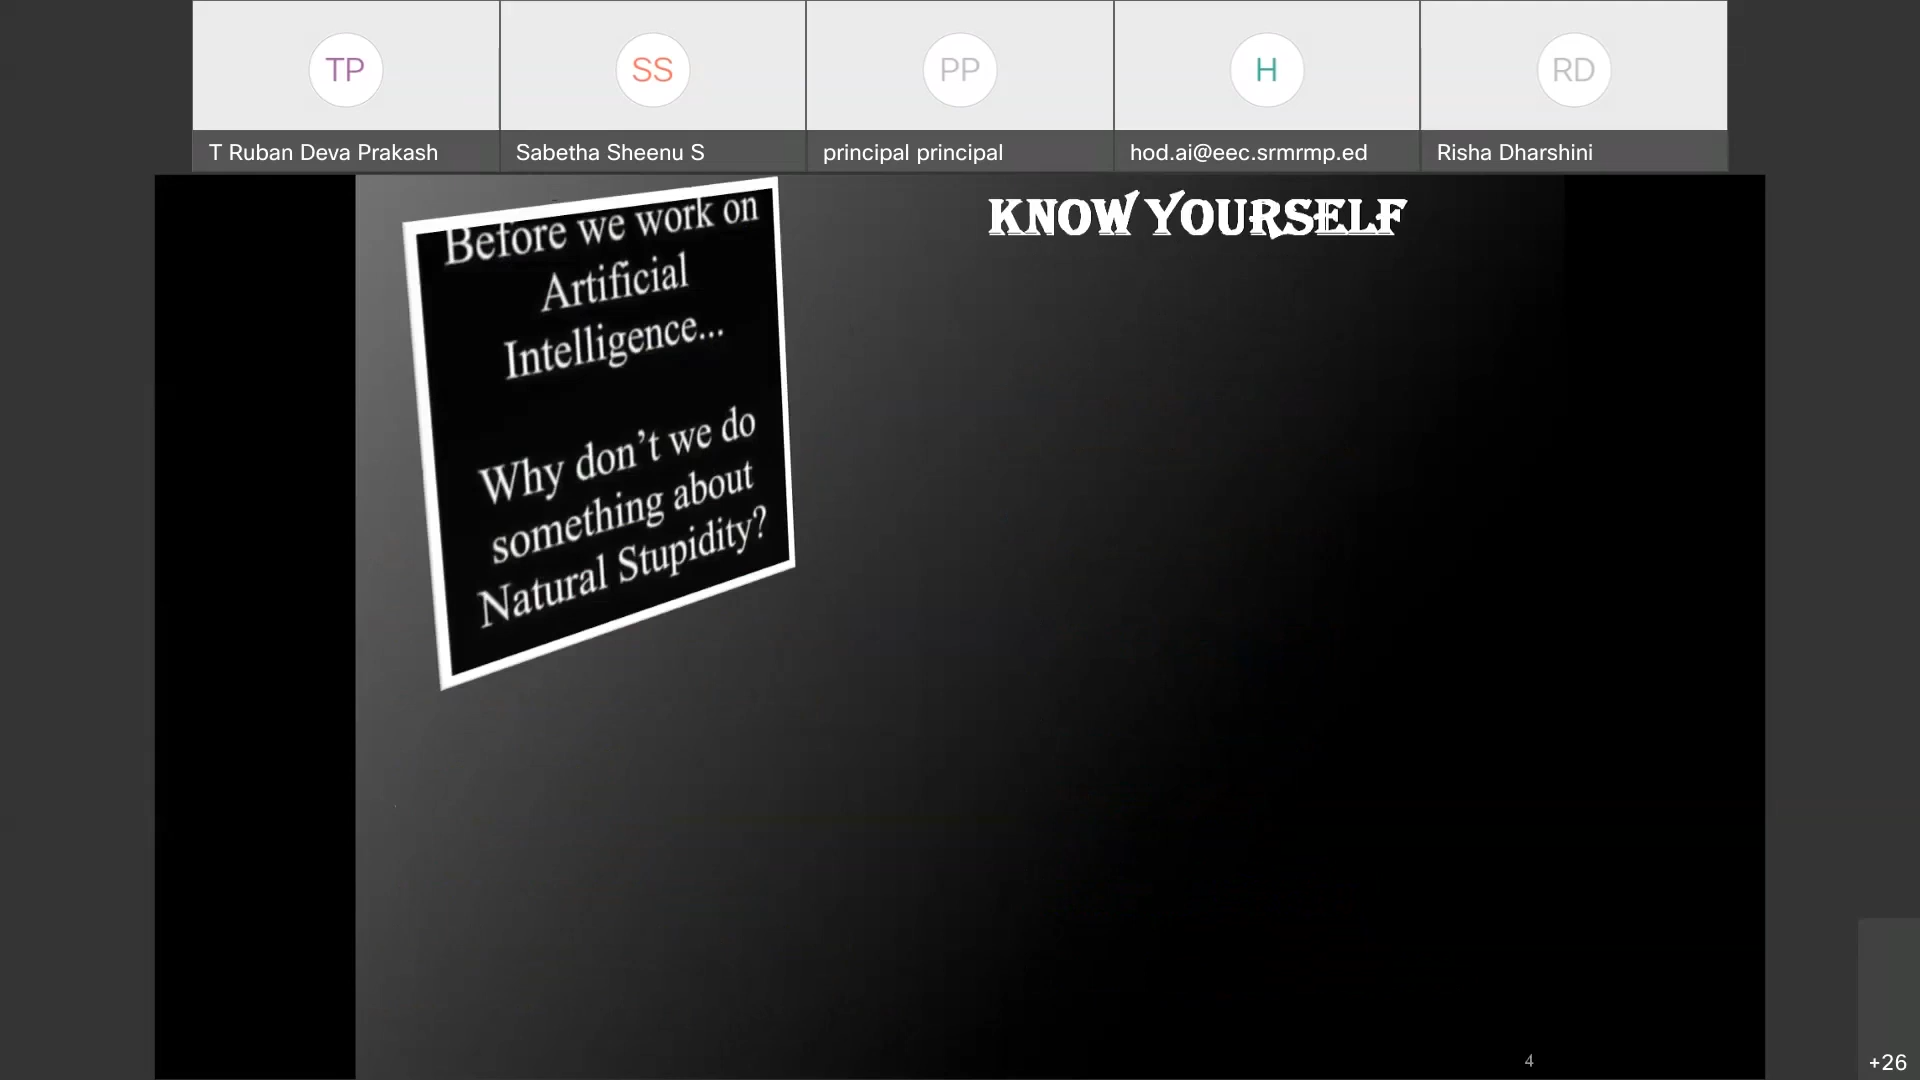 TP
SS
PP
H
RD
T Ruban Deva Prakash
Sabetha Sheenu S
principal principal
hod.ai@eec.srmrmp.ed
Risha Dharshini
KNOW YOURSELF
Before we work on
Artificial
Intelligence...
Why don't we do
something about
Natural Stupidity?
4
+26